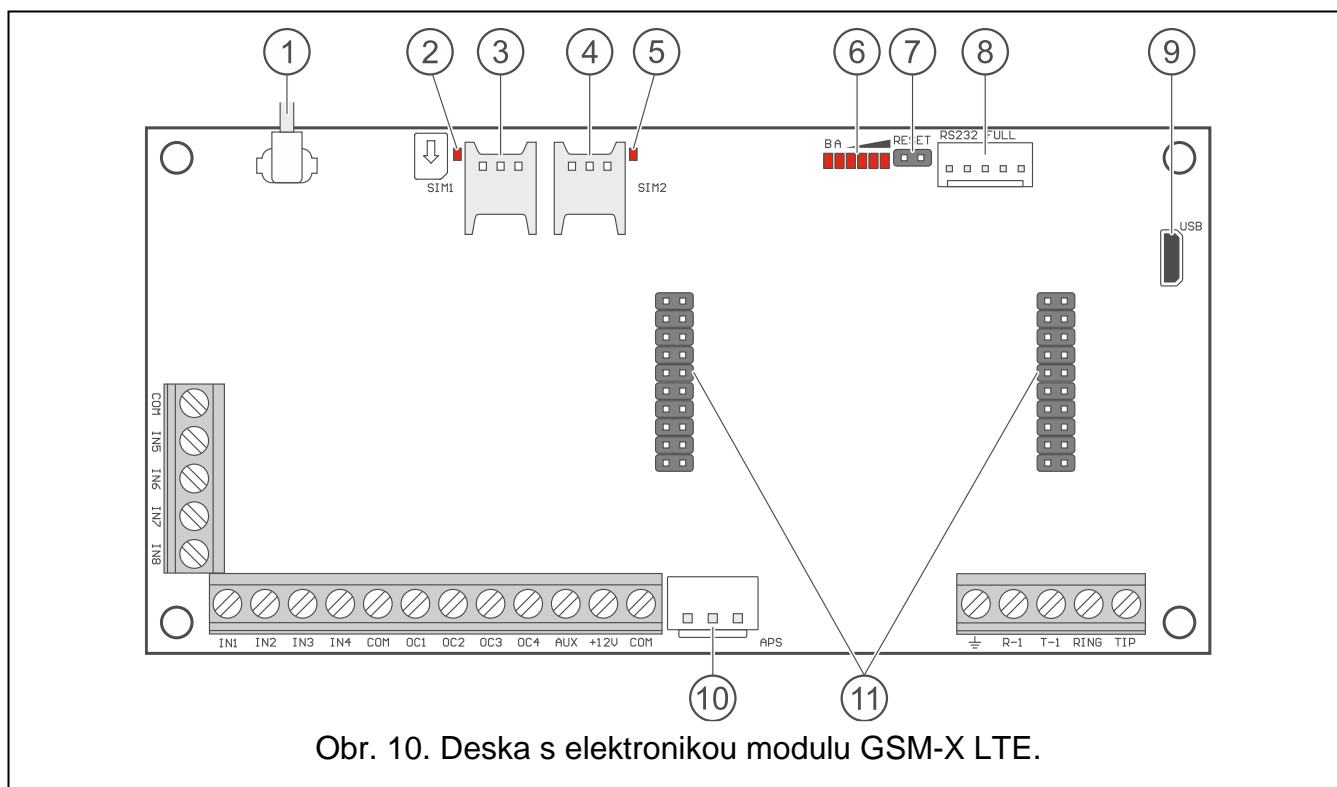 1 2 3 4 5 6 7 8 9
B A RESET RS232 FULL
SIM1 SIM2
USB
COM
IN5
IN6
IN7
IN8
IN1 IN2 IN3 IN4 COM OC1 OC2 OC3 OC4 AUX +12V COM APS
R-1 T-1 RING TIP
10 11
Obr. 10. Deska s elektronikou modulu GSM-X LTE.